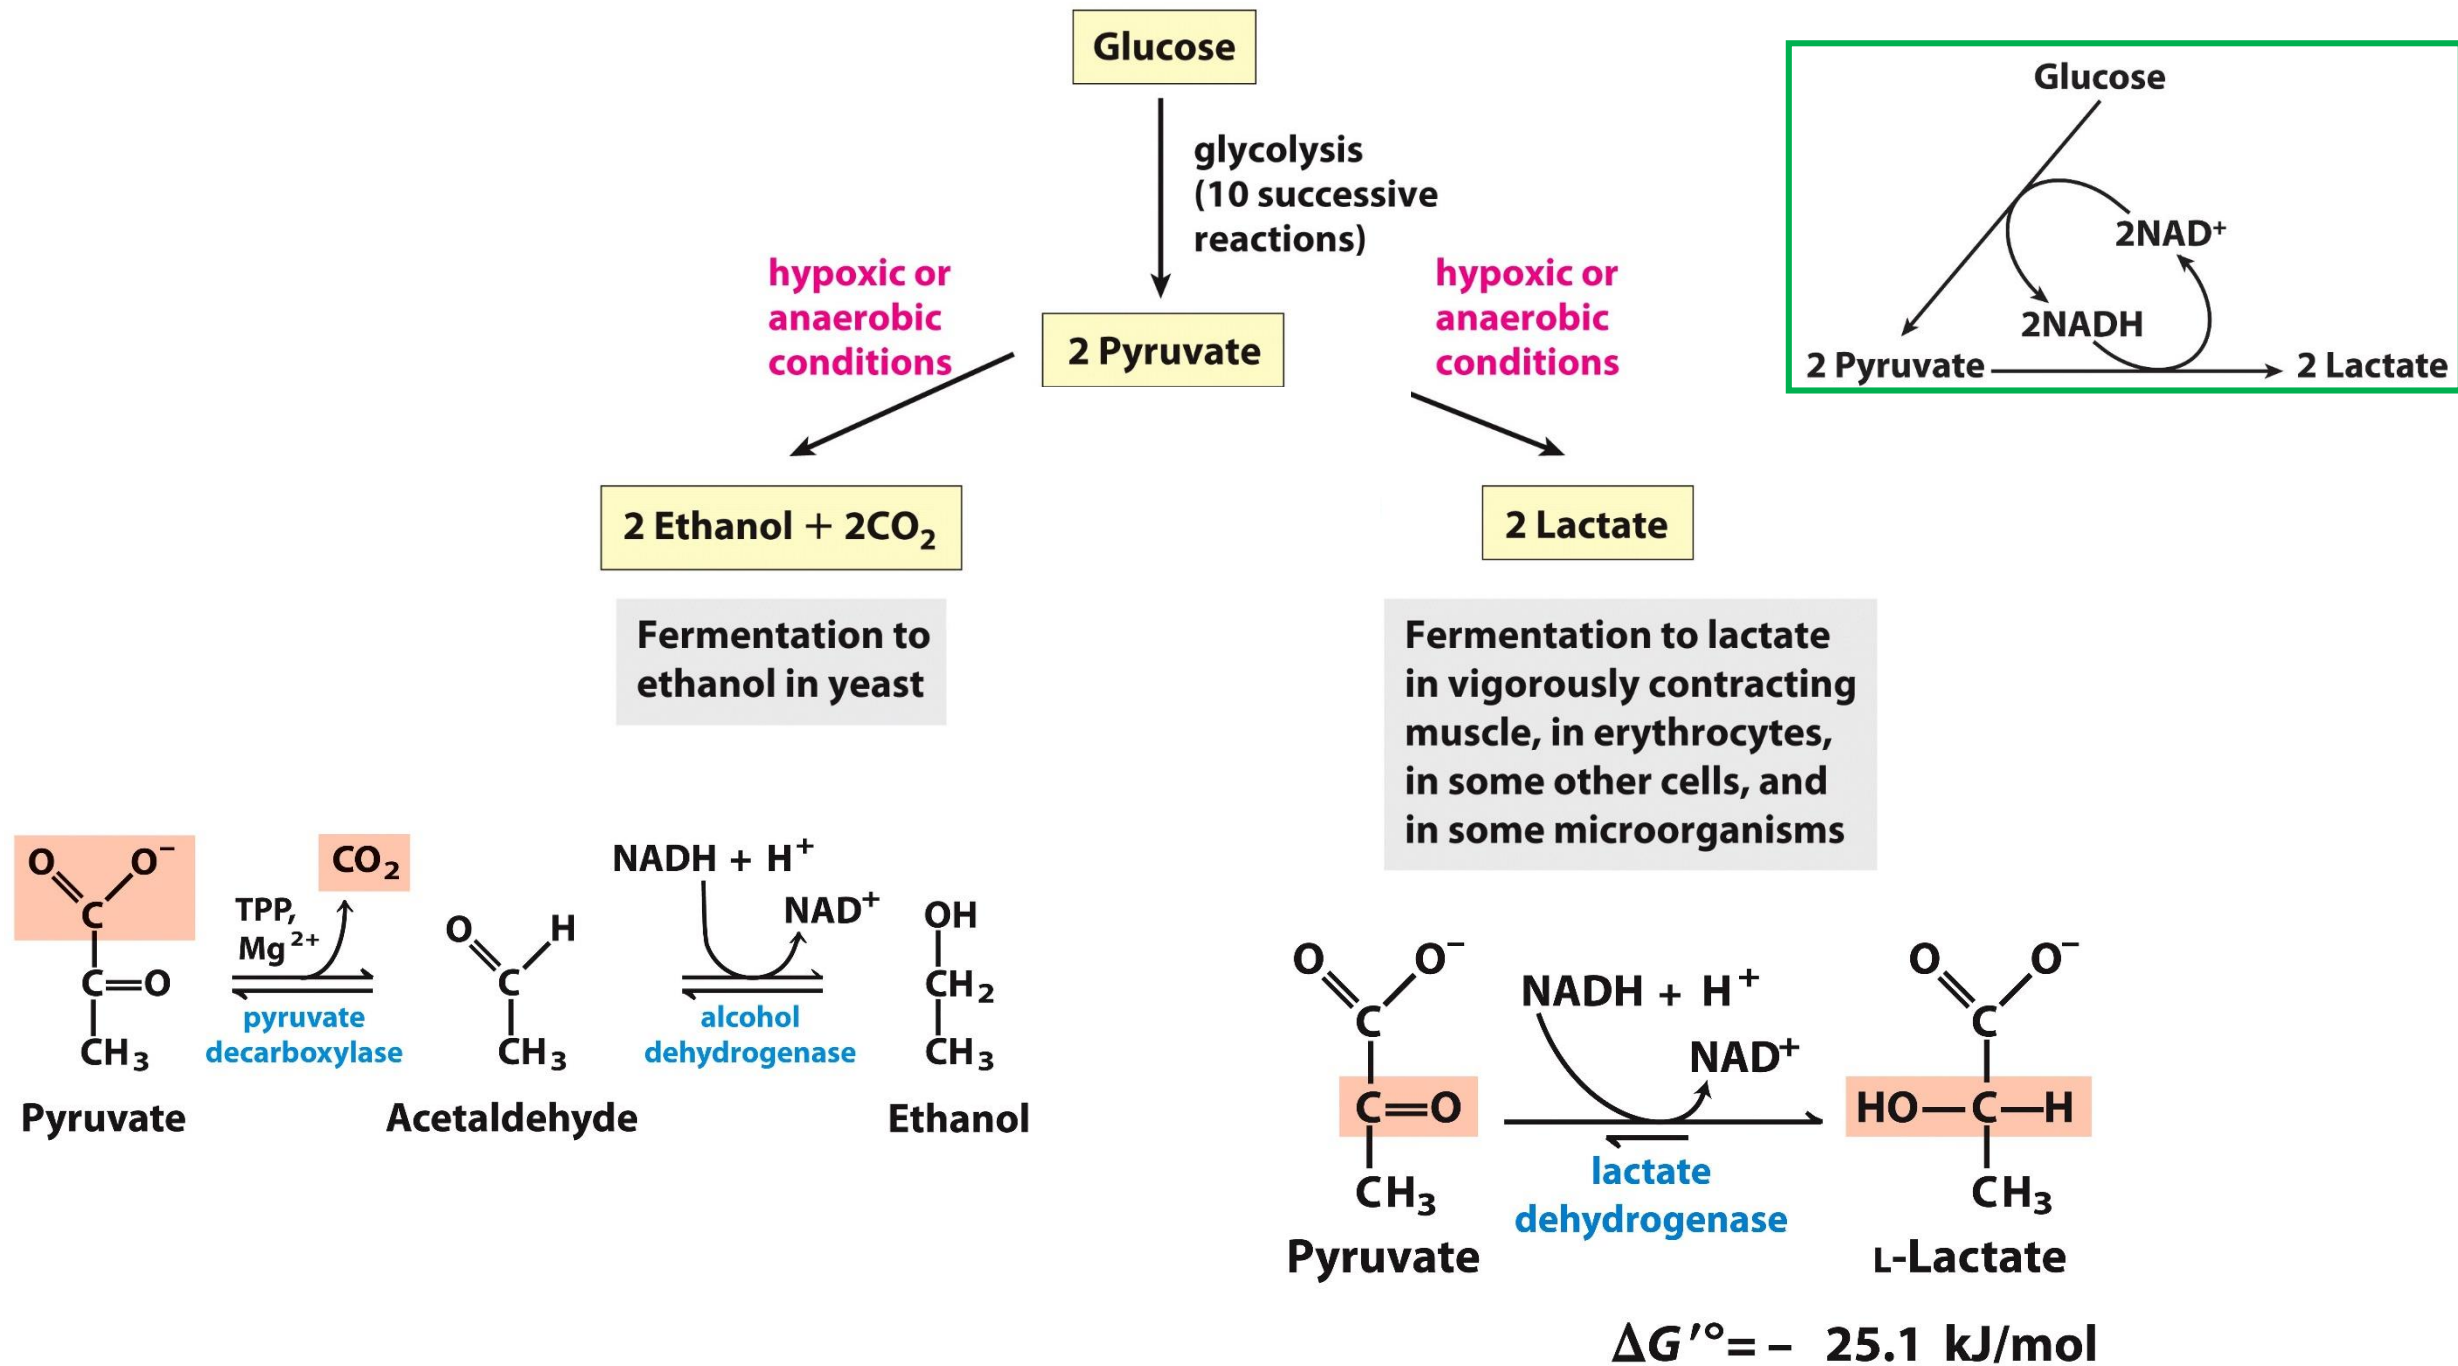 Glucose
glycolysis
(10 successive
reactions)
hypoxic or
anaerobic
conditions
2 Pyruvate
hypoxic or
anaerobic
conditions
Glucose
2NAD⁺
2NADH
2 Pyruvate
2 Lactate
2 Ethanol + 2CO₂
2 Lactate
Fermentation to
ethanol in yeast
Fermentation to lactate
in vigorously contracting
muscle, in erythrocytes,
in some other cells, and
in some microorganisms
O O⁻
C
C=O
CH₃
Pyruvate
TPP,
Mg²⁺
CO₂
pyruvate
decarboxylase
O H
C
CH₃
Acetaldehyde
NADH + H⁺
NAD⁺
alcohol
dehydrogenase
OH
CH₂
CH₃
Ethanol
O O⁻
C
C=O
CH₃
Pyruvate
NADH + H⁺
NAD⁺
lactate
dehydrogenase
O O⁻
C
HO—C—H
CH₃
L-Lactate
ΔG′°= – 25.1 kJ/mol